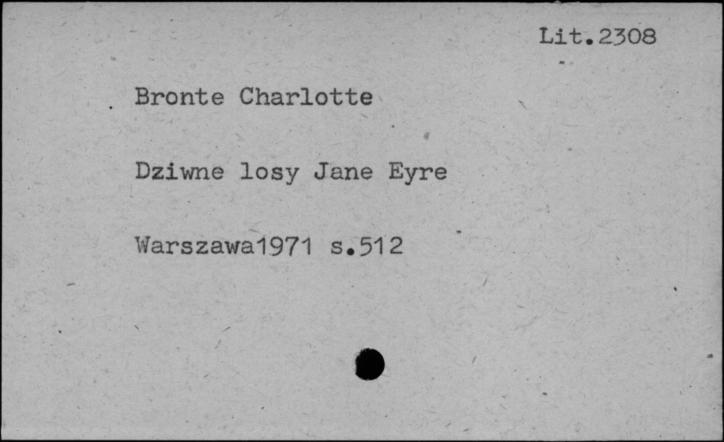 Lit.2308
Bronte Charlotte
Dziwne losy Jane Eyre
Warszawa1971 s.512